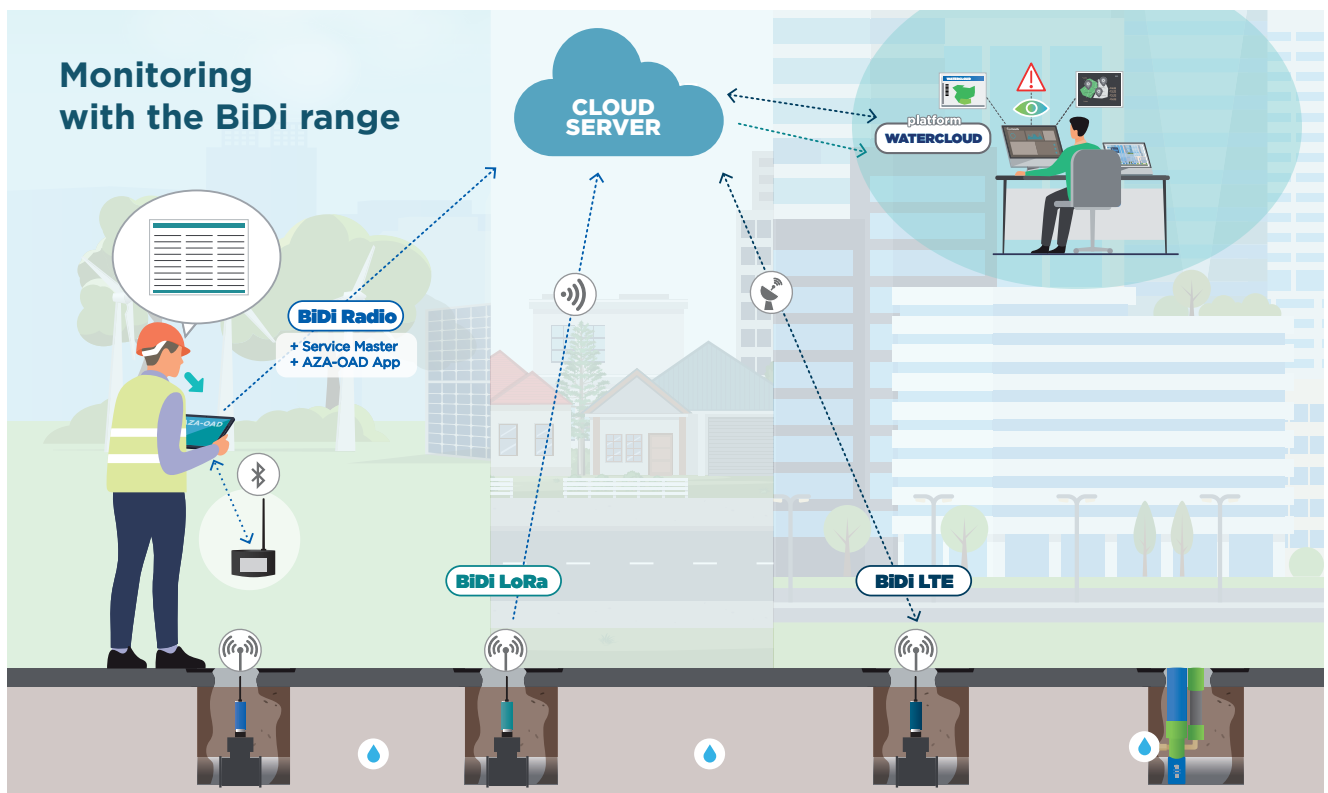 Monitoring
with the BiDi range
CLOUD
SERVER
WATERCLOUD
platform
WATERCLOUD
BiDi Radio
+ Service Master
+ AZA-OAD App
AZA-OAD
BiDi LoRa
BiDi LTE